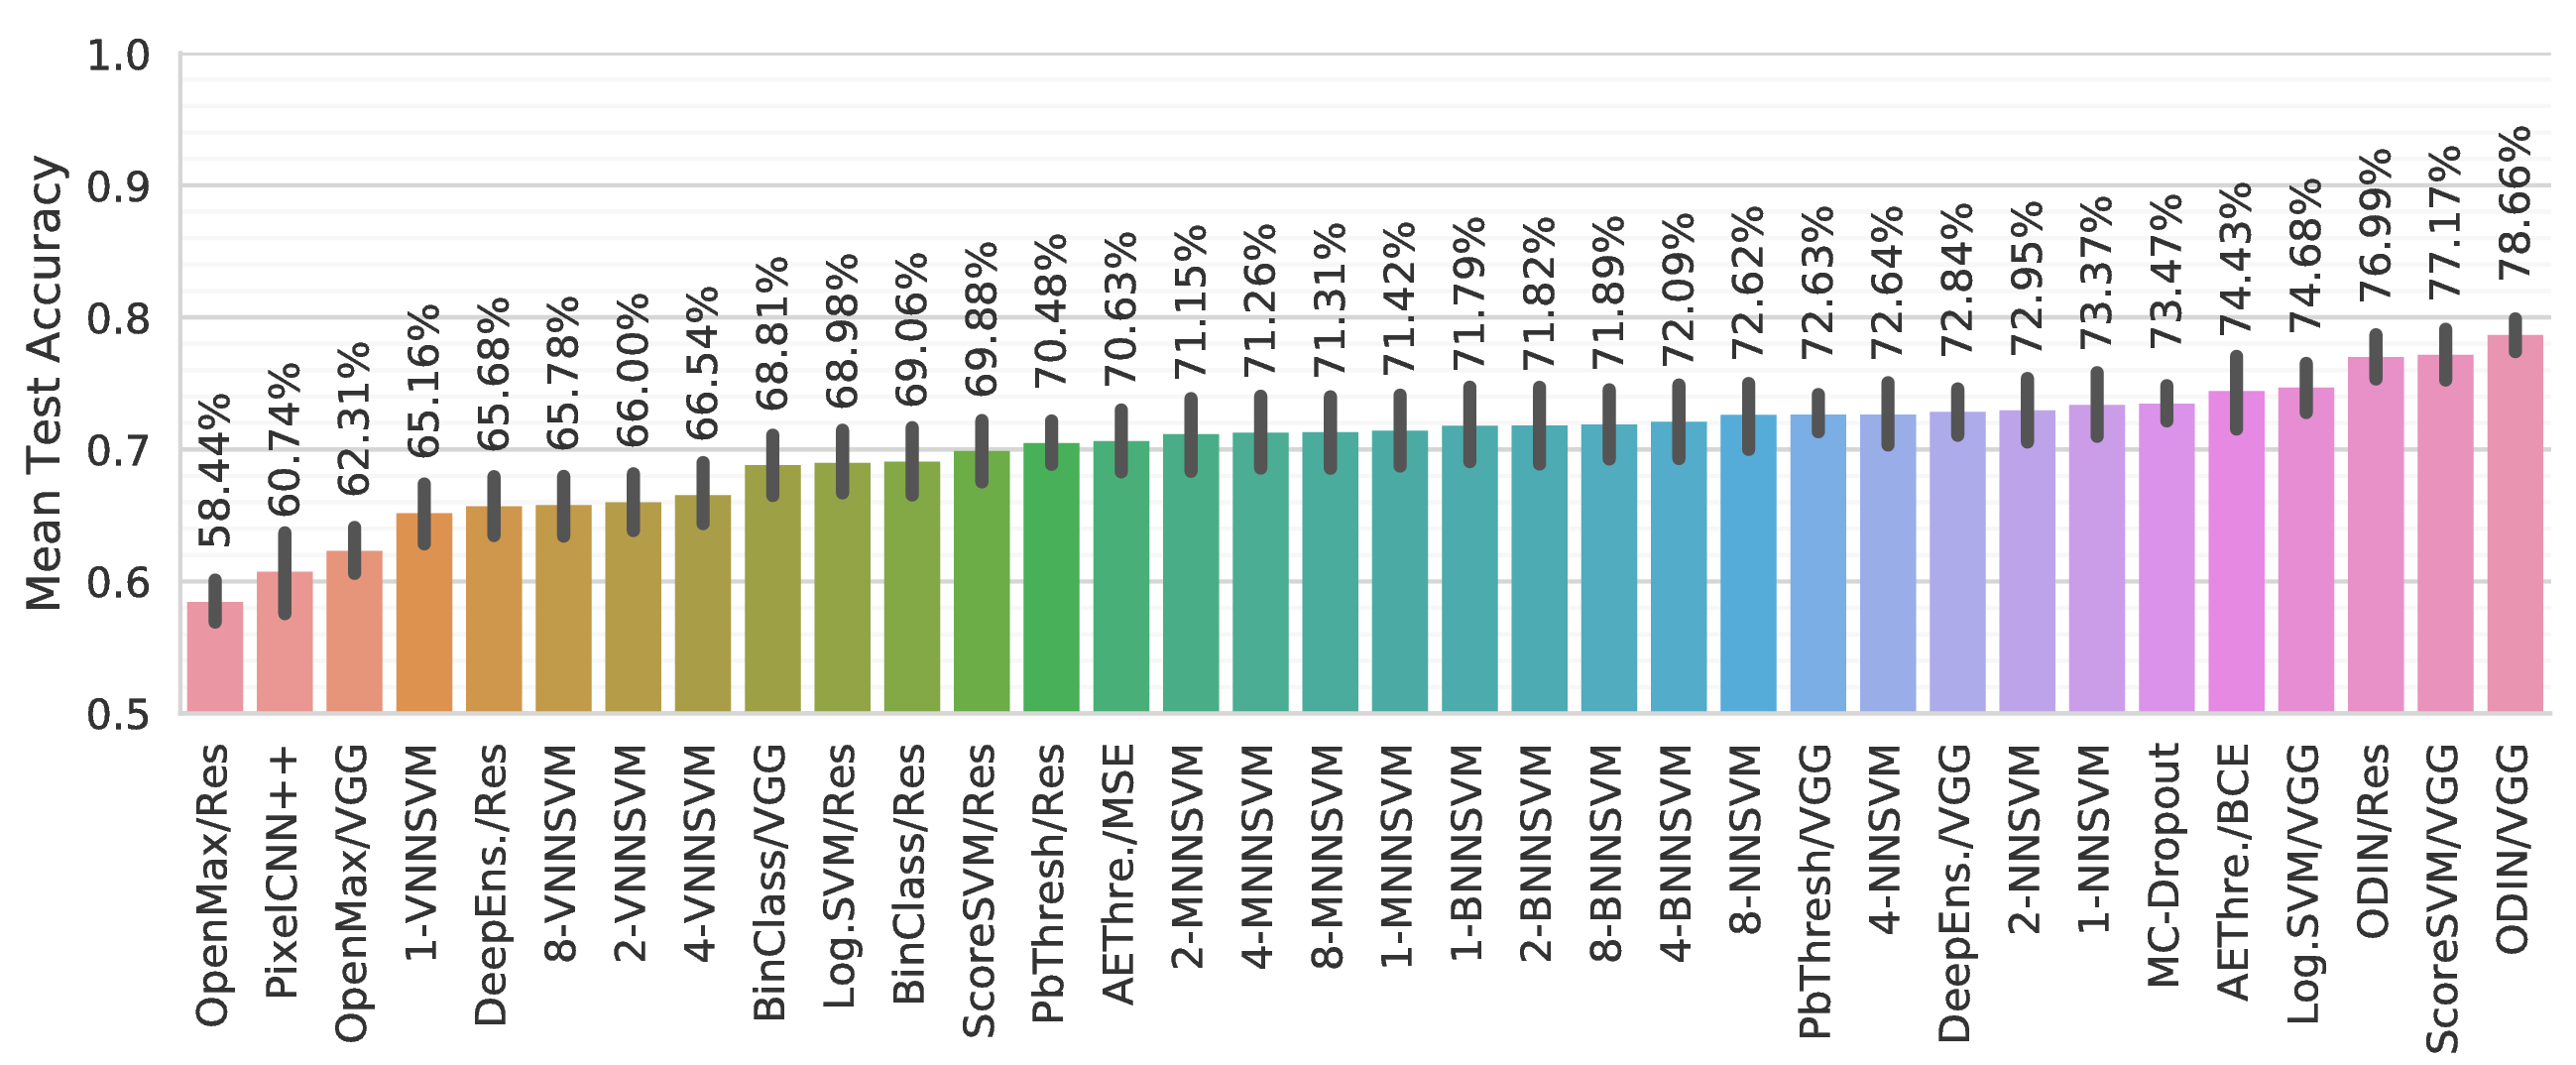 Mean Test Accuracy
1.0
0.9
0.8
0.7
0.6
0.5
58.44%
60.74%
62.31%
65.16%
65.68%
65.78%
66.00%
66.54%
68.81%
68.98%
69.06%
69.88%
70.48%
70.63%
71.15%
71.26%
71.31%
71.42%
71.79%
71.82%
71.89%
72.09%
72.62%
72.63%
72.64%
72.84%
72.95%
73.37%
73.47%
74.43%
74.68%
76.99%
77.17%
78.66%
OpenMax/Res
PixelCNN++
OpenMax/VGG
1-VNNSVM
DeepEns./Res
8-VNNSVM
2-VNNSVM
4-VNNSVM
BinClass/VGG
Log.SVM/Res
BinClass/Res
ScoreSVM/Res
PbThresh/Res
AEThre./MSE
2-MNNSVM
4-MNNSVM
8-MNNSVM
1-MNNSVM
1-BNNSVM
2-BNNSVM
8-BNNSVM
4-BNNSVM
8-NNSVM
PbThresh/VGG
4-NNSVM
DeepEns./VGG
2-NNSVM
1-NNSVM
MC-Dropout
AEThre./BCE
Log.SVM/VGG
ODIN/Res
ScoreSVM/VGG
ODIN/VGG